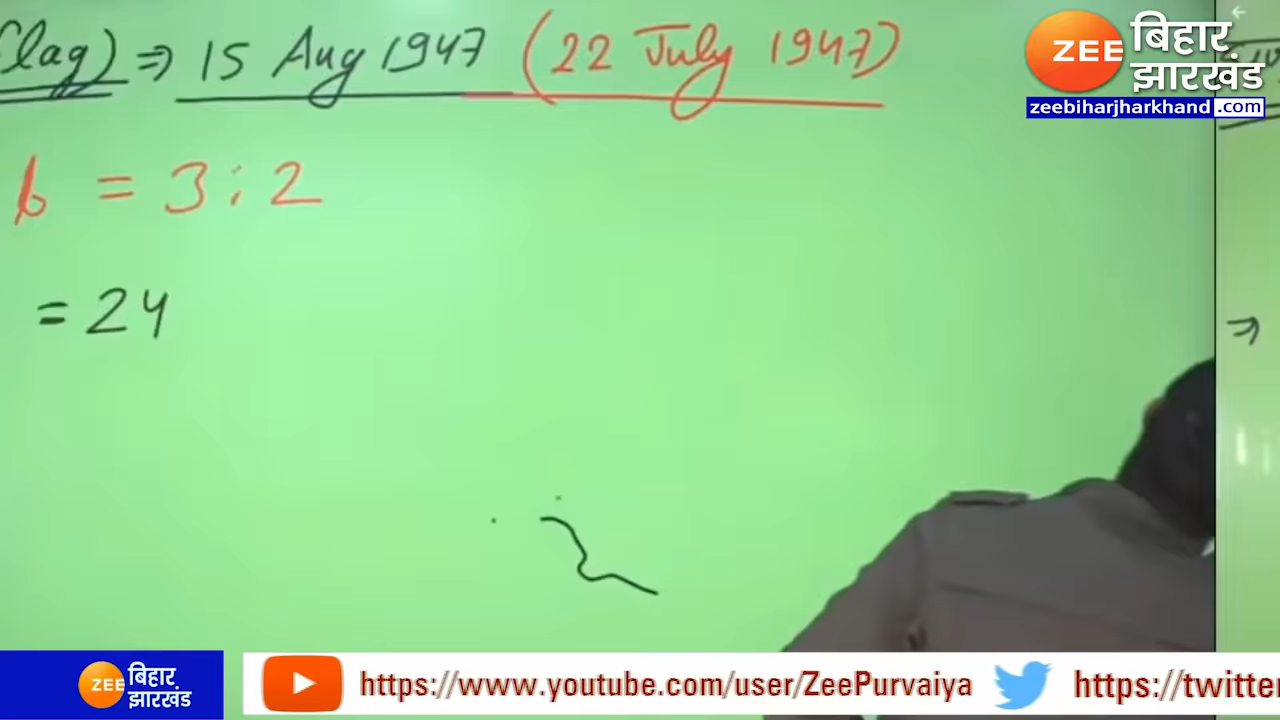 flag) ⇒ 15 Aug 1947 (22 July 1947)
b = 3:2
= 24
⇒
ZEE बिहार झारखंड
zeebiharjharkhand.com
ZEE बिहार झारखंड
https://www.youtube.com/user/ZeePurvaiya
https://twitter